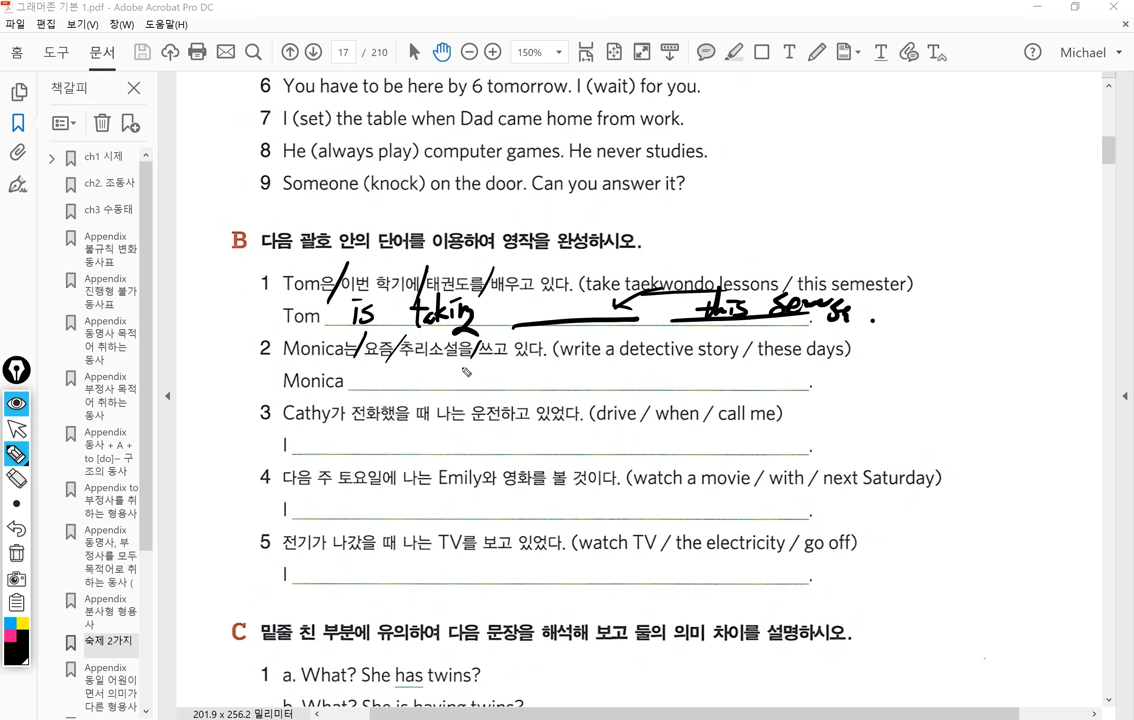 그래머존 기본 1.pdf - Adobe Acrobat Pro DC
파일 편집 보기(V) 창(W) 도움말(H)
홈 도구 문서 17 / 210 150% Michael
책갈피
ch1 시제
ch2. 조동사
ch3 수동태
Appendix
불규칙 변화
동사표
Appendix
진행형 불가
동사표
Appendix
동명사 목적
어 취하는
동사
Appendix
부정사 목적
어 취하는
동사
Appendix
동사 + A +
to [do]~ 구
조의 동사
Appendix to
부정사를 취
하는 형용사
Appendix
동명사, 부
정사를 모두
목적어로 취
하는 동사 (
Appendix
분사형 형용
사
숙제 2가지
Appendix
동일 어원이
면서 의미가
다른 형용사
6 You have to be here by 6 tomorrow. I (wait) for you.
7 I (set) the table when Dad came home from work.
8 He (always play) computer games. He never studies.
9 Someone (knock) on the door. Can you answer it?
B 다음 괄호 안의 단어를 이용하여 영작을 완성하시오.
1 Tom은 이번 학기에 태권도를 배우고 있다. (take taekwondo lessons / this semester)
Tom is taking this .
2 Monica는 요즘 추리소설을 쓰고 있다. (write a detective story / these days)
Monica .
3 Cathy가 전화했을 때 나는 운전하고 있었다. (drive / when / call me)
I .
4 다음 주 토요일에 나는 Emily와 영화를 볼 것이다. (watch a movie / with / next Saturday)
I .
5 전기가 나갔을 때 나는 TV를 보고 있었다. (watch TV / the electricity / go off)
I .
C 밑줄 친 부분에 유의하여 다음 문장을 해석해 보고 둘의 의미 차이를 설명하시오.
1 a. What? She has twins?
b. What? She is having twins?
201.9 x 256.2 밀리미터